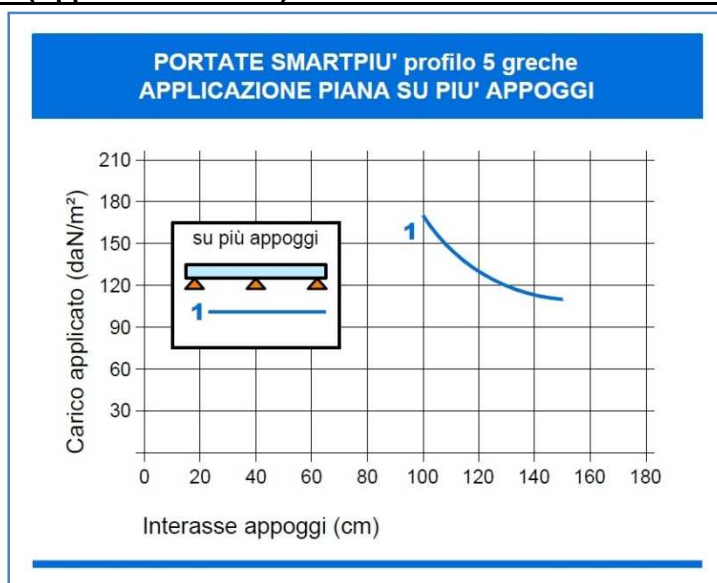 PORTATE SMARTPIU' profilo 5 greche
APPLICAZIONE PIANA SU PIU' APPOGGI
Carico applicato (daN/m²)
210
180
150
120
90
60
30
su più appoggi
1
1
0 20 40 60 80 100 120 140 160 180
Interasse appoggi (cm)